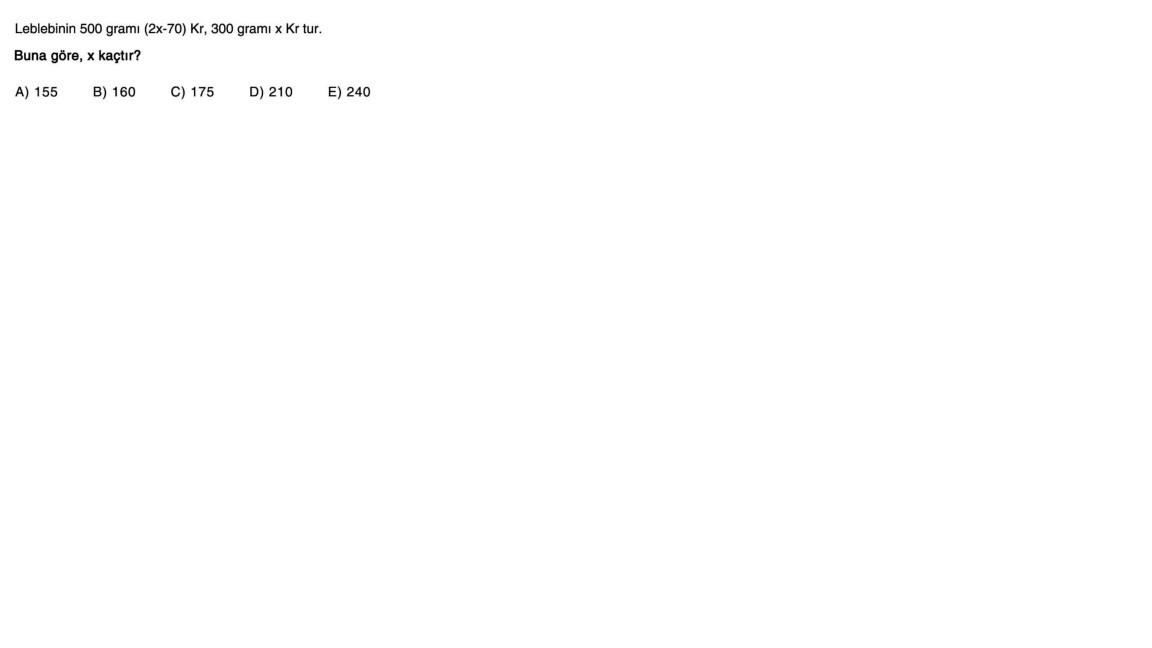 Leblebinin 500 gramı (2x-70) Kr, 300 gramı x Kr tur.
Buna göre, x kaçtır?
A) 155 B) 160 C) 175 D) 210 E) 240